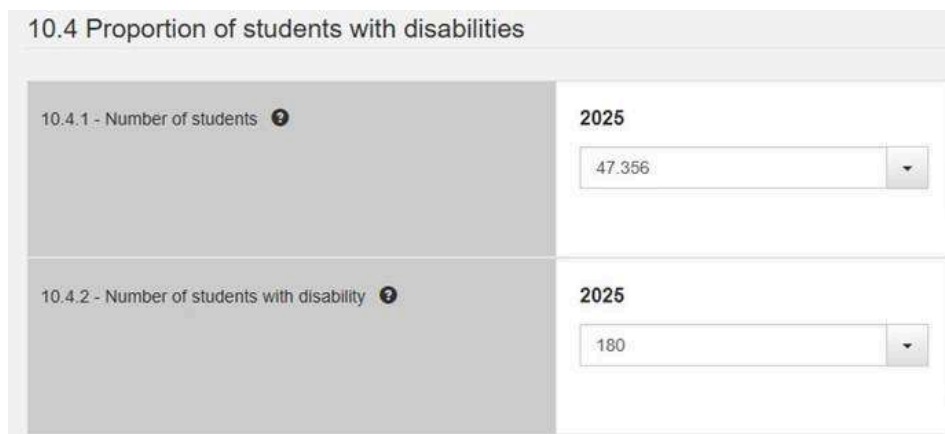 10.4 Proportion of students with disabilities
10.4.1 - Number of students ?
2025
47.356
10.4.2 - Number of students with disability ?
2025
180